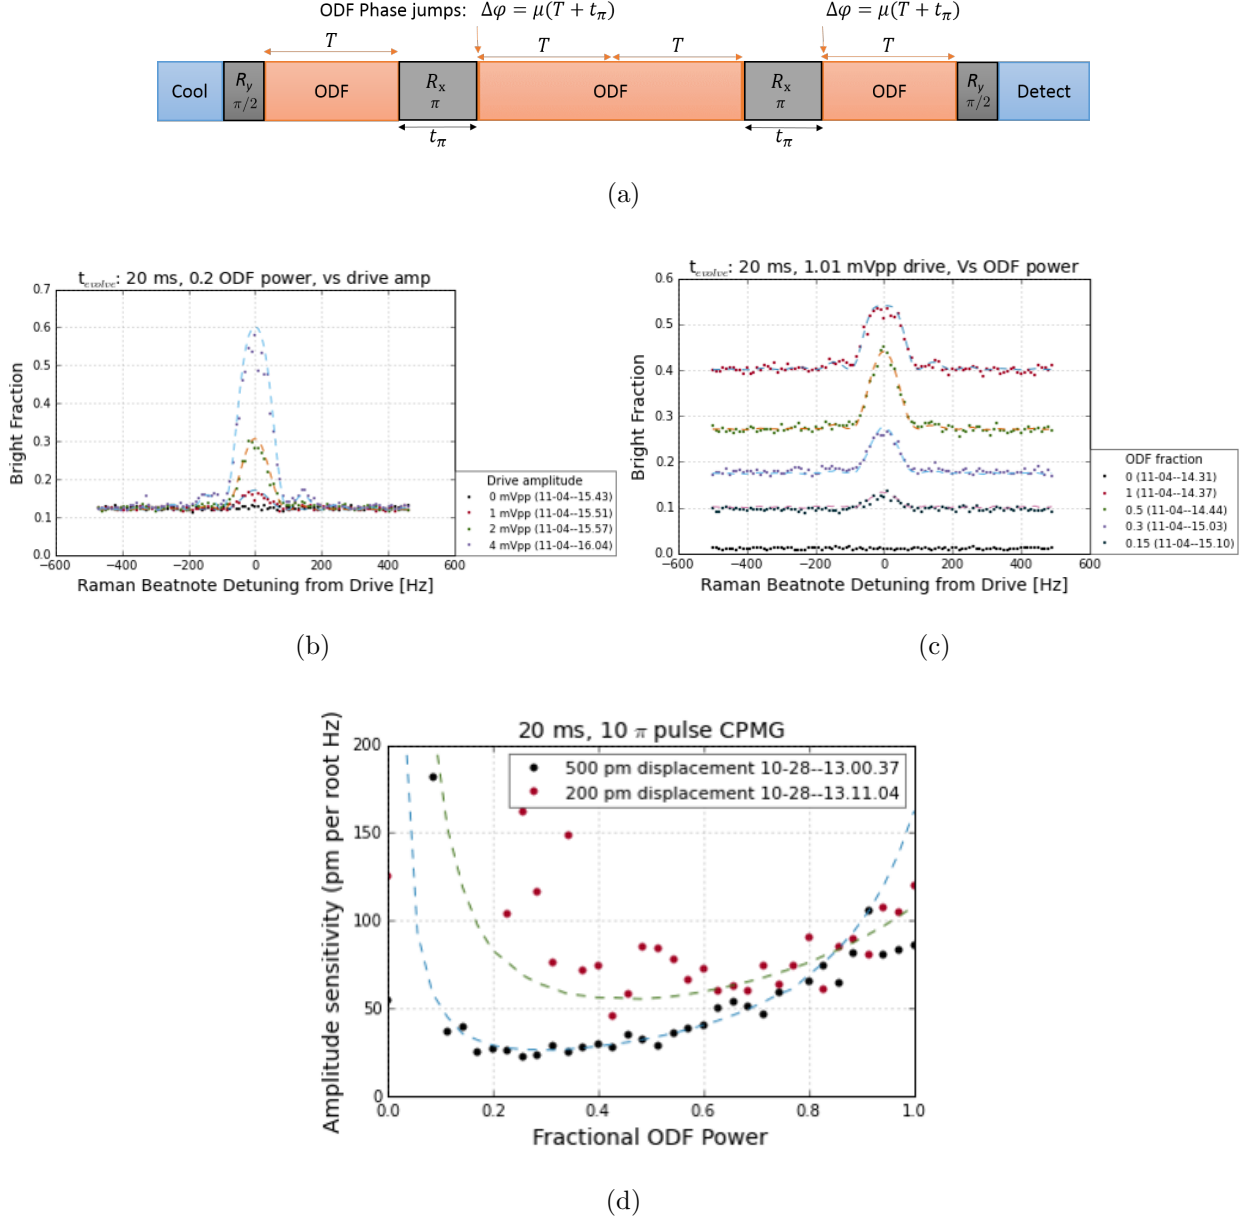 ODF Phase jumps: Δφ = μ(T + tπ) Δφ = μ(T + tπ)
T T T T
Cool Ry π/2 ODF Rx π ODF Rx π ODF Ry π/2 Detect
tπ tπ
(a)
tevolve: 20 ms, 0.2 ODF power, vs drive amp
0.7
0.6
0.5
0.4
0.3
0.2
0.1
0.0
Bright Fraction
−600 −400 −200 0 200 400 600
Raman Beatnote Detuning from Drive [Hz]
Drive amplitude
0 mVpp (11-04--15.43)
1 mVpp (11-04--15.51)
2 mVpp (11-04--15.57)
4 mVpp (11-04--16.04)
(b)
tevolve: 20 ms, 1.01 mVpp drive, Vs ODF power
0.6
0.5
0.4
0.3
0.2
0.1
0.0
Bright Fraction
−600 −400 −200 0 200 400 600
Raman Beatnote Detuning from Drive [Hz]
ODF fraction
0 (11-04--14.31)
1 (11-04--14.37)
0.5 (11-04--14.44)
0.3 (11-04--15.03)
0.15 (11-04--15.10)
(c)
20 ms, 10 π pulse CPMG
200
150
100
50
0
Amplitude sensitivity (pm per root Hz)
500 pm displacement 10-28--13.00.37
200 pm displacement 10-28--13.11.04
0.0 0.2 0.4 0.6 0.8 1.0
Fractional ODF Power
(d)